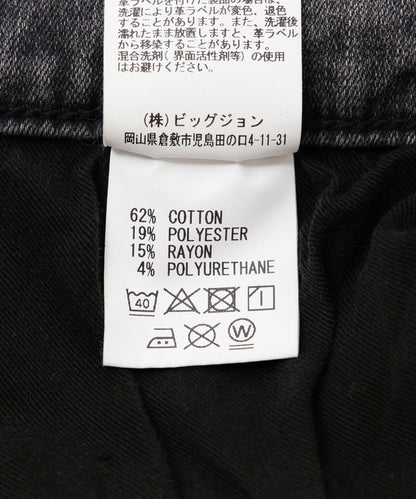 革ラベルを付けた製品の場合は、
洗濯により革ラベルが変色、退色
することがあります。また、洗濯後
濡れたまま放置しますと、革ラベル
から移染することがあります。
混合洗剤(界面活性剤等)の使用
はお避けください。
(株)ビッグジョン
岡山県倉敷市児島田の口4-11-31
62% COTTON
19% POLYESTER
15% RAYON
4% POLYURETHANE
40
W